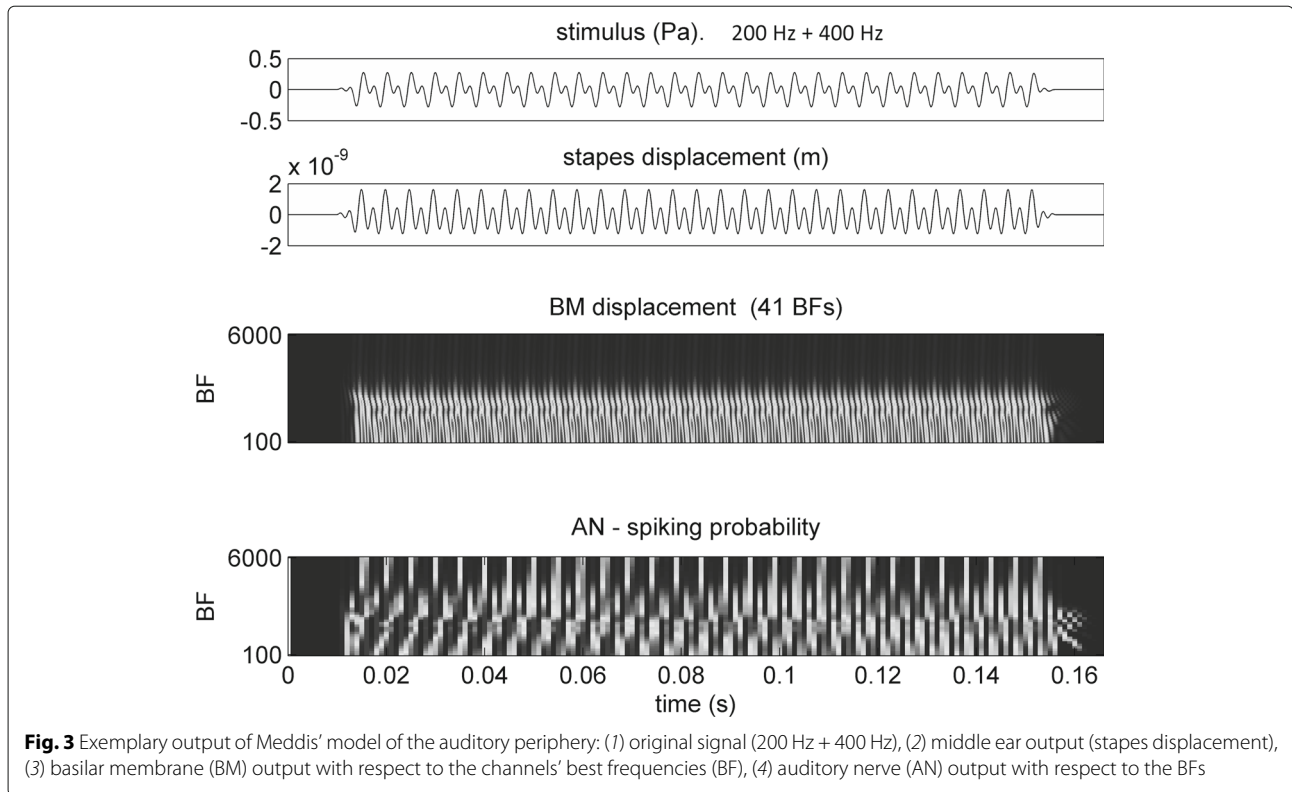 stimulus (Pa). 200 Hz + 400 Hz
0.5
0
-0.5
stapes displacement (m)
x 10-9
2
0
-2
BM displacement (41 BFs)
6000
BF
100
AN - spiking probability
6000
BF
100
0 0.02 0.04 0.06 0.08 0.1 0.12 0.14 0.16
time (s)
Fig. 3 Exemplary output of Meddis' model of the auditory periphery: (1) original signal (200 Hz + 400 Hz), (2) middle ear output (stapes displacement),
(3) basilar membrane (BM) output with respect to the channels' best frequencies (BF), (4) auditory nerve (AN) output with respect to the BFs